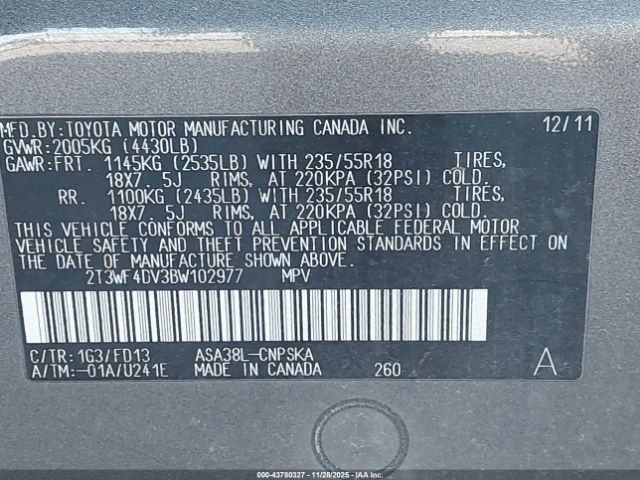 MFD.BY:TOYOTA MOTOR MANUFACTURING CANADA INC. 12/11
GVWR:2005KG (4430LB)
GAWR:FRT. 1145KG (2535LB) WITH 235/55R18 TIRES,
18X7. 5J RIMS, AT 220KPA (32PSI) COLD.
RR. 1100KG (2435LB) WITH 235/55R18 TIRES,
18X7. 5J RIMS, AT 220KPA (32PSI) COLD.
THIS VEHICLE CONFORMS TO ALL APPLICABLE FEDERAL MOTOR
VEHICLE SAFETY AND THEFT PREVENTION STANDARDS IN EFFECT ON
THE DATE OF MANUFACTURE SHOWN ABOVE.
2T3WF4DV3BW102977 MPV
C/TR:1G3/FD13 ASA38L-CNPSKA
A/TM:-01A/U241E MADE IN CANADA 260 A
000-43780327 - 11/28/2025 - IAAI.COM